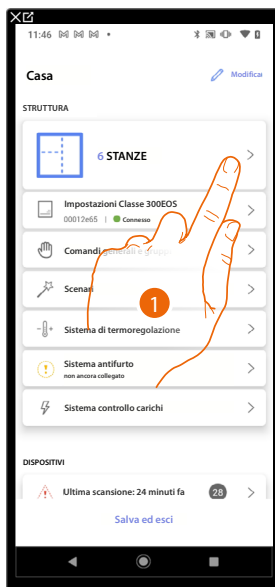 11:46
Casa
Modificar
STRUTTURA
6 STANZE
Impostazioni Classe 300EOS
00012e65 | Connesso
Comandi generali e gruppi
Scenari
1
Sistema di termoregolazione
Sistema antifurto
non ancora collegato
Sistema controllo carichi
DISPOSITIVI
Ultima scansione: 24 minuti fa
28
Salva ed esci